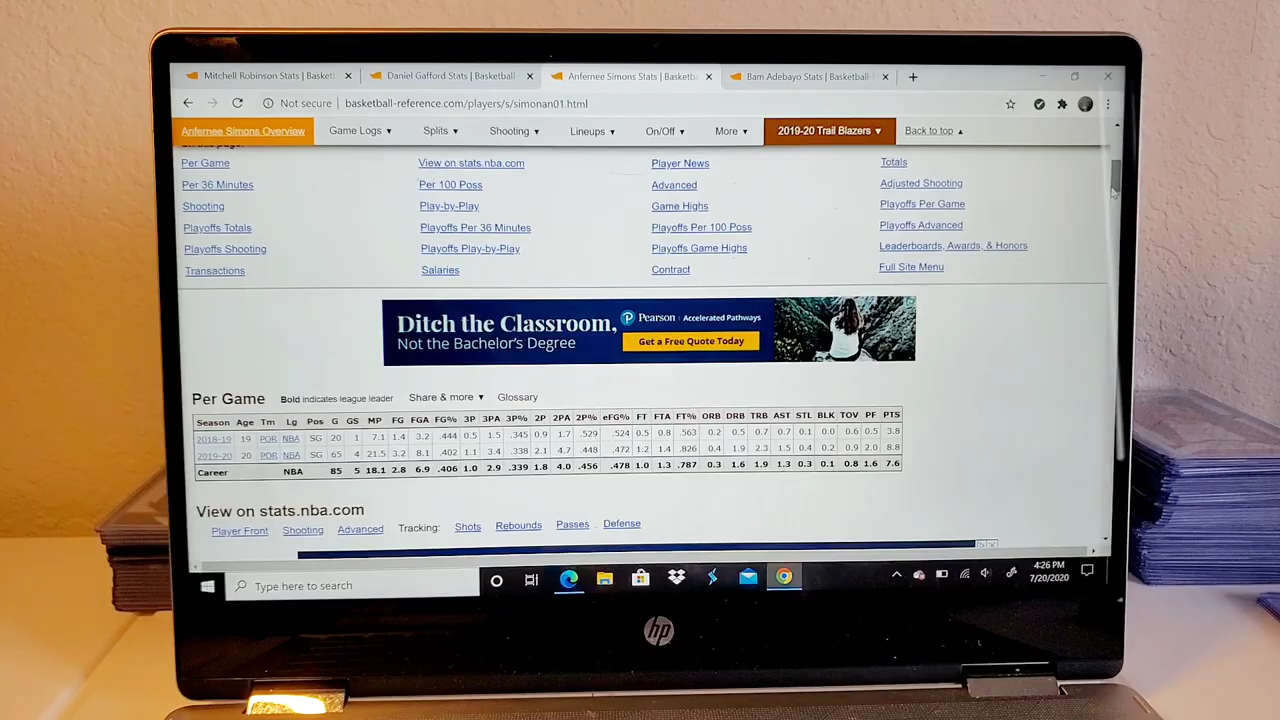 Mitchell Robinson Stats | Basketl
Daniel Gafford Stats | Basketball
Anfernee Simons Stats | Basketba
Bam Adebayo Stats | Basketball-
Not secure | basketball-reference.com/players/s/simonan01.html
Anfernee Simons Overview Game Logs ▼ Splits ▼ Shooting ▼ Lineups ▼ On/Off ▼ More ▼ 2019-20 Trail Blazers ▼ Back to top ▲
Per Game View on stats.nba.com Player News Totals
Per 36 Minutes Per 100 Poss Advanced Adjusted Shooting
Shooting Play-by-Play Game Highs Playoffs Per Game
Playoffs Totals Playoffs Per 36 Minutes Playoffs Per 100 Poss Playoffs Advanced
Playoffs Shooting Playoffs Play-by-Play Playoffs Game Highs Leaderboards, Awards, & Honors
Transactions Salaries Contract Full Site Menu
Ditch the Classroom,
Not the Bachelor's Degree
Pearson | Accelerated Pathways
Get a Free Quote Today
Per Game Bold indicates league leader Share & more ▼ Glossary
Season Age Tm Lg Pos G GS MP FG FGA FG% 3P 3PA 3P% 2P 2PA 2P% eFG% FT FTA FT% ORB DRB TRB AST STL BLK TOV PF PTS
2018-19 19 POR NBA SG 20 1 7.1 1.4 3.2 .444 0.5 1.5 .345 0.9 1.7 .529 .524 0.5 0.8 .563 0.2 0.5 0.7 0.7 0.1 0.0 0.6 0.5 3.8
2019-20 20 POR NBA SG 65 4 21.5 3.2 8.1 .402 1.1 3.4 .338 2.1 4.7 .448 .472 1.2 1.4 .826 0.4 1.9 2.3 1.5 0.4 0.2 0.9 2.0 8.8
Career NBA 85 5 18.1 2.8 6.9 .406 1.0 2.9 .339 1.8 4.0 .456 .478 1.0 1.3 .787 0.3 1.6 1.9 1.3 0.3 0.1 0.8 1.6 7.6
View on stats.nba.com
Player Front Shooting Advanced Tracking: Shots Rebounds Passes Defense
Type here to search
4:26 PM
7/20/2020
hp